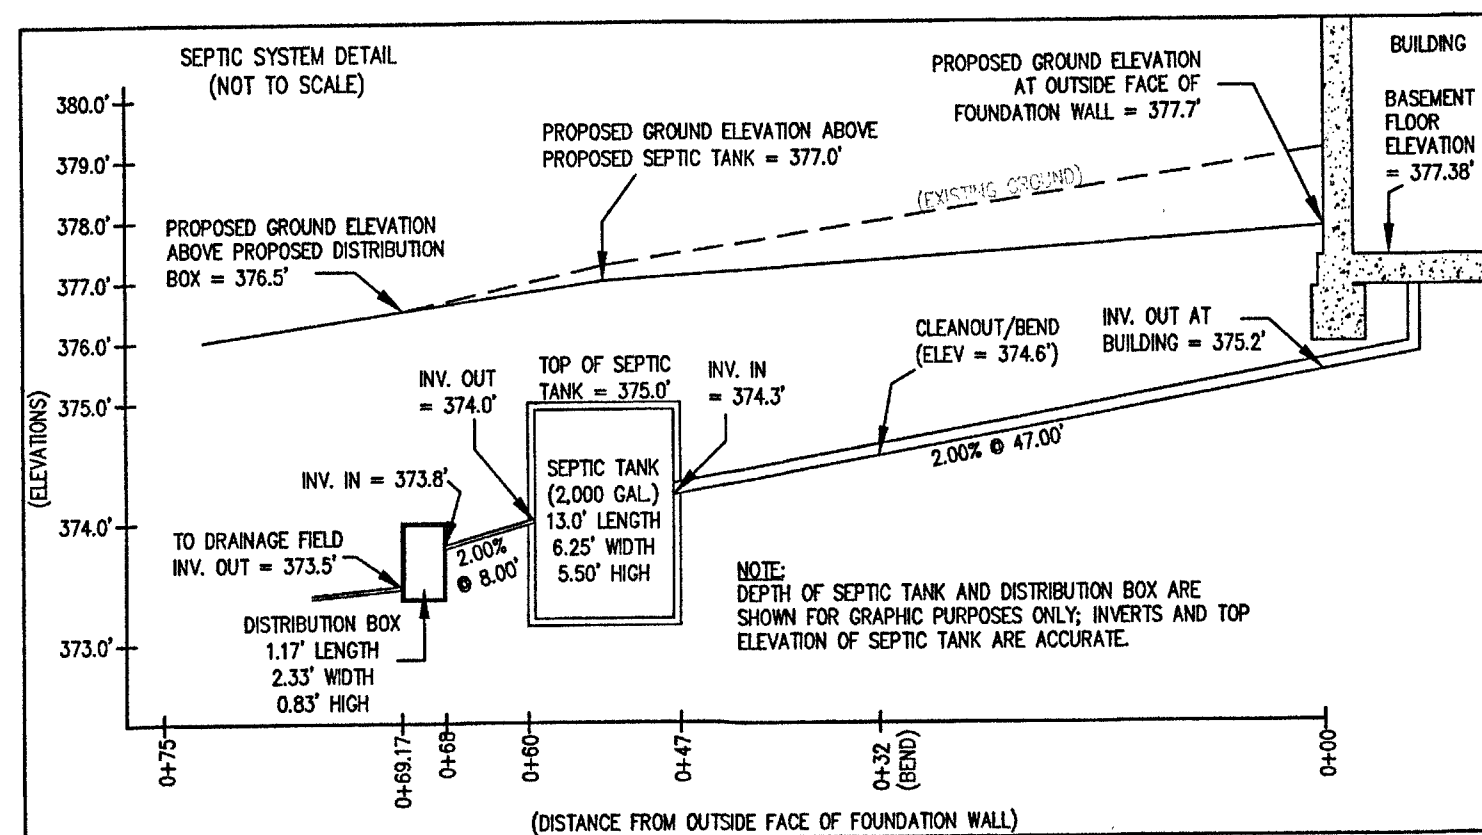 SEPTIC SYSTEM DETAIL
(NOT TO SCALE)
BUILDING
PROPOSED GROUND ELEVATION
AT OUTSIDE FACE OF
FOUNDATION WALL = 377.7'
BASEMENT
FLOOR
ELEVATION
= 377.38'
PROPOSED GROUND ELEVATION ABOVE
PROPOSED SEPTIC TANK = 377.0'
(EXISTING GROUND)
PROPOSED GROUND ELEVATION
ABOVE PROPOSED DISTRIBUTION
BOX = 376.5'
380.0'
379.0'
378.0'
377.0'
376.0'
375.0'
374.0'
373.0'
(ELEVATIONS)
CLEANOUT/BEND
(ELEV = 374.6')
INV. OUT AT
BUILDING = 375.2'
INV. OUT
= 374.0'
TOP OF SEPTIC
TANK = 375.0'
INV. IN
= 374.3'
2.00% @ 47.00'
INV. IN = 373.8'
SEPTIC TANK
(2,000 GAL.)
13.0' LENGTH
6.25' WIDTH
5.50' HIGH
TO DRAINAGE FIELD
INV. OUT = 373.5'
2.00%
@ 8.00'
DISTRIBUTION BOX
1.17' LENGTH
2.33' WIDTH
0.83' HIGH
NOTE:
DEPTH OF SEPTIC TANK AND DISTRIBUTION BOX ARE
SHOWN FOR GRAPHIC PURPOSES ONLY; INVERTS AND TOP
ELEVATION OF SEPTIC TANK ARE ACCURATE.
0+75
0+69.17
0+68
0+60
0+47
0+32
(BEND)
0+00
(DISTANCE FROM OUTSIDE FACE OF FOUNDATION WALL)